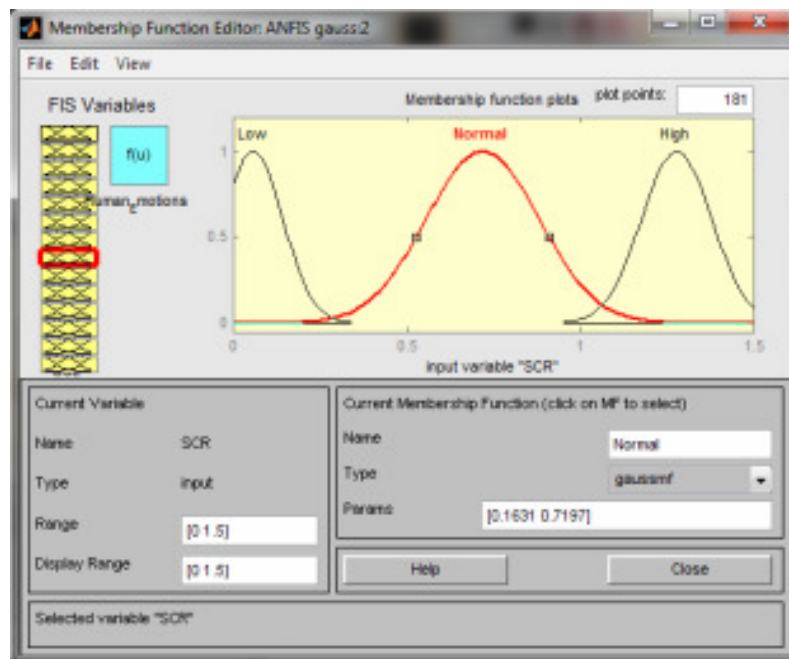 Membership Function Editor: ANFIS gaussi2
File Edit View
FIS Variables
f(u)
Human_Emotions
Membership function plots
plot points:
181
Low
Normal
High
1
0.5
0
0
0.5
1
1.5
input variable "SCR"
Current Variable
Name
SCR
Type
input
Range
[0 1.5]
Display Range
[0 1.5]
Current Membership Function (click on MF to select)
Name
Normal
Type
gaussmf
Params
[0.1631 0.7197]
Help
Close
Selected variable "SCR"